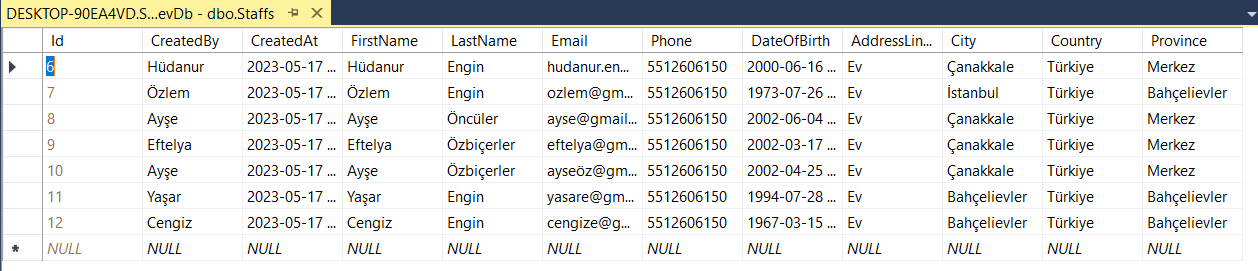 DESKTOP-90EA4VD.S...evDb - dbo.Staffs
Id CreatedBy CreatedAt FirstName LastName Email Phone DateOfBirth AddressLin... City Country Province
6 Hüdanur 2023-05-17 ... Hüdanur Engin hudanur.en... 5512606150 2000-06-16 ... Ev Çanakkale Türkiye Merkez
7 Özlem 2023-05-17 ... Özlem Engin ozlem@gm... 5512606150 1973-07-26 ... Ev İstanbul Türkiye Bahçelievler
8 Ayşe 2023-05-17 ... Ayşe Öncüler ayse@gmail... 5512606150 2002-06-04 ... Ev Çanakkale Türkiye Merkez
9 Eftelya 2023-05-17 ... Eftelya Özbiçerler eftelya@gm... 5512606150 2002-03-17 ... Ev Çanakkale Türkiye Merkez
10 Ayşe 2023-05-17 ... Ayşe Özbiçerler ayseöz@gm... 5512606150 2002-04-25 ... Ev Çanakkale Türkiye Merkez
11 Yaşar 2023-05-17 ... Yaşar Engin yasare@gm... 5512606150 1994-07-28 ... Ev Bahçelievler Türkiye Bahçelievler
12 Cengiz 2023-05-17 ... Cengiz Engin cengize@g... 5512606150 1967-03-15 ... Ev Bahçelievler Türkiye Bahçelievler
NULL NULL NULL NULL NULL NULL NULL NULL NULL NULL NULL NULL